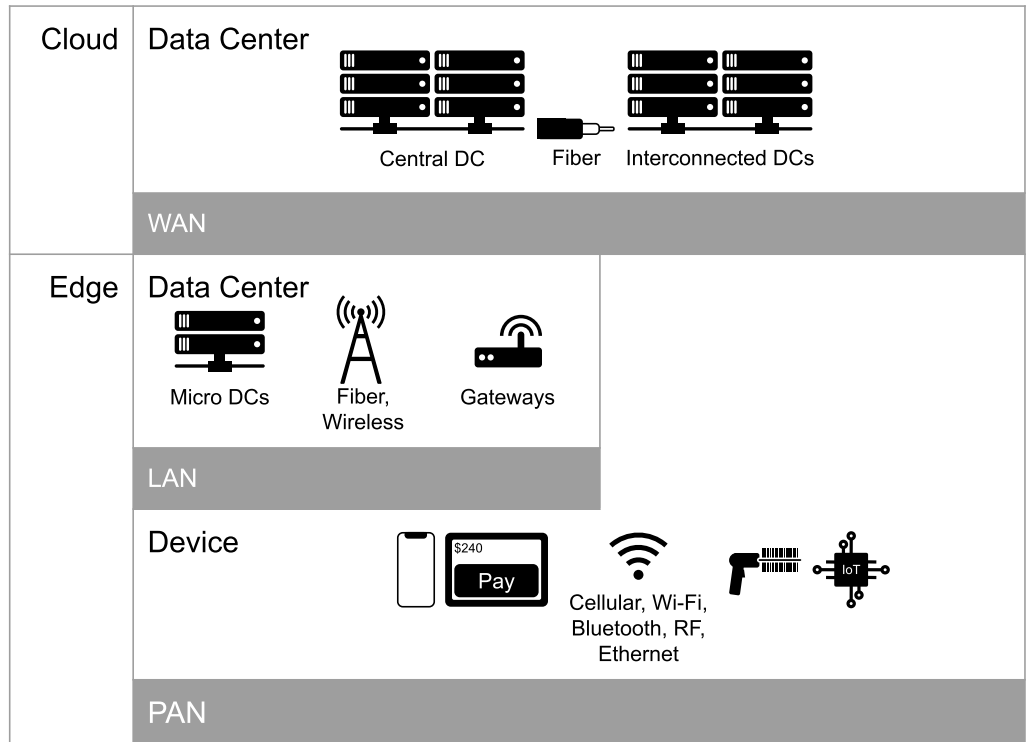 Cloud
Data Center
Central DC
Fiber
Interconnected DCs
WAN
Edge
Data Center
Micro DCs
Fiber,
Wireless
Gateways
LAN
Device
$240
Pay
Cellular, Wi-Fi,
Bluetooth, RF,
Ethernet
IoT
PAN